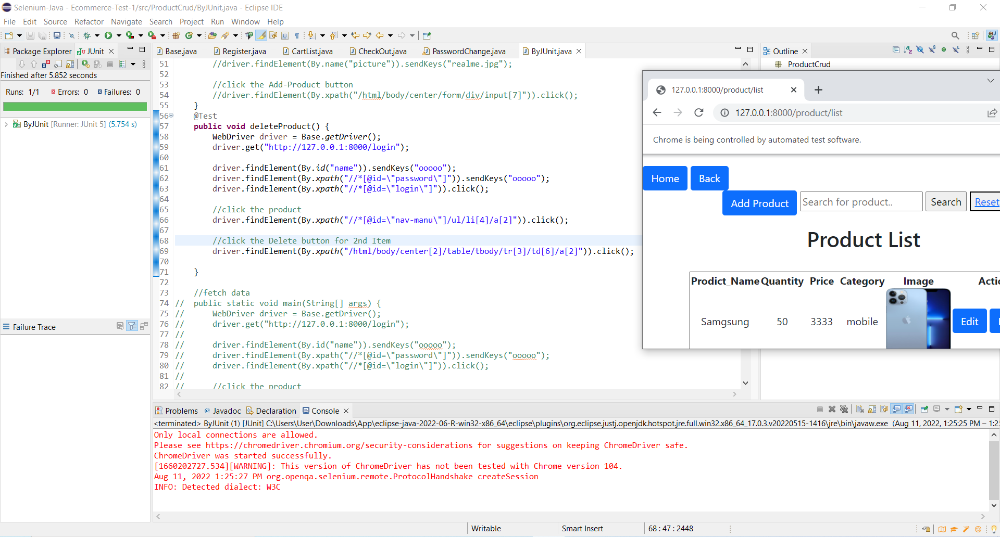 Selenium-Java - Ecommerce-Test-1/src/ProductCrud/ByJUnit.java - Eclipse IDE
File Edit Source Refactor Navigate Search Project Run Window Help
Package Explorer JUnit
Finished after 5.852 seconds
Runs: 1/1 Errors: 0 Failures: 0
ByJUnit [Runner: JUnit 5] (5.754 s)
Failure Trace
Base.java Register.java CartList.java CheckOut.java PasswordChange.java ByJUnit.java
51 //driver.findElement(By.name("picture")).sendKeys("realme.jpg");
52
53 //click the Add-Product button
54 //driver.findElement(By.xpath("/html/body/center/form/div/input[7]")).click();
55 }
56 @Test
57 public void deleteProduct() {
58 WebDriver driver = Base.getDriver();
59 driver.get("http://127.0.0.1:8000/login");
60
61 driver.findElement(By.id("name")).sendKeys("ooooo");
62 driver.findElement(By.xpath("//*[@id=\"password\"]")).sendKeys("ooooo");
63 driver.findElement(By.xpath("//*[@id=\"login\"]")).click();
64
65 //click the product
66 driver.findElement(By.xpath("//*[@id=\"nav-manu\"]/ul/li[4]/a[2]")).click();
67
68 //click the Delete button for 2nd Item
69 driver.findElement(By.xpath("/html/body/center[2]/table/tbody/tr[3]/td[6]/a[2]")).click();
70
71 }
72
73 //fetch data
74 // public static void main(String[] args) {
75 // WebDriver driver = Base.getDriver();
76 // driver.get("http://127.0.0.1:8000/login");
77 //
78 // driver.findElement(By.id("name")).sendKeys("ooooo");
79 // driver.findElement(By.xpath("//*[@id=\"password\"]")).sendKeys("ooooo");
80 // driver.findElement(By.xpath("//*[@id=\"login\"]")).click();
81 //
82 // //click the product
Outline
ProductCrud
127.0.0.1:8000/product/list
127.0.0.1:8000/product/list
Chrome is being controlled by automated test software.
Home Back
Add Product Search for product.. Search Reset
Product List
Prodict_Name Quantity Price Category Image Actio
Samgsung 50 3333 mobile Edit
Problems Javadoc Declaration Console
<terminated> ByJUnit (1) [JUnit] C:\Users\User\Downloads\App\eclipse-java-2022-06-R-win32-x86_64\eclipse\plugins\org.eclipse.justj.openjdk.hotspot.jre.full.win32.x86_64_17.0.3.v20220515-1416\jre\bin\javaw.exe (Aug 11, 2022, 1:25:25 PM – 1:2
Only local connections are allowed.
Please see https://chromedriver.chromium.org/security-considerations for suggestions on keeping ChromeDriver safe.
ChromeDriver was started successfully.
[1660202727.534][WARNING]: This version of ChromeDriver has not been tested with Chrome version 104.
Aug 11, 2022 1:25:27 PM org.openqa.selenium.remote.ProtocolHandshake createSession
INFO: Detected dialect: W3C
Writable Smart Insert 68 : 47 : 2448